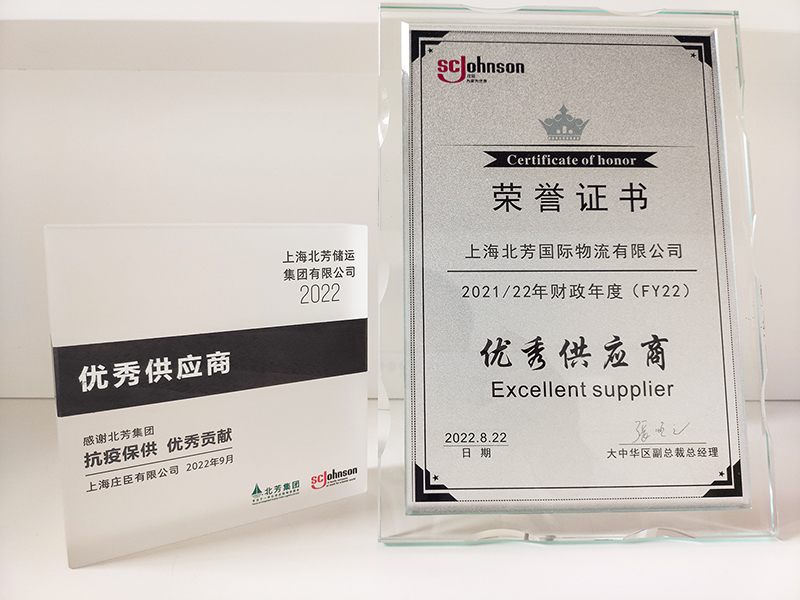 上海北芳储运
集团有限公司
2022
优秀供应商
感谢北芳集团
抗疫保供 优秀贡献
上海庄臣有限公司 2022年9月
北芳集团
SCJohnson
SCJohnson
庄臣
Certificate of honor
荣誉证书
上海北芳国际物流有限公司
2021/22年财政年度（FY22）
优秀供应商
Excellent supplier
2022.8.22
日期
大中华区副总裁总经理